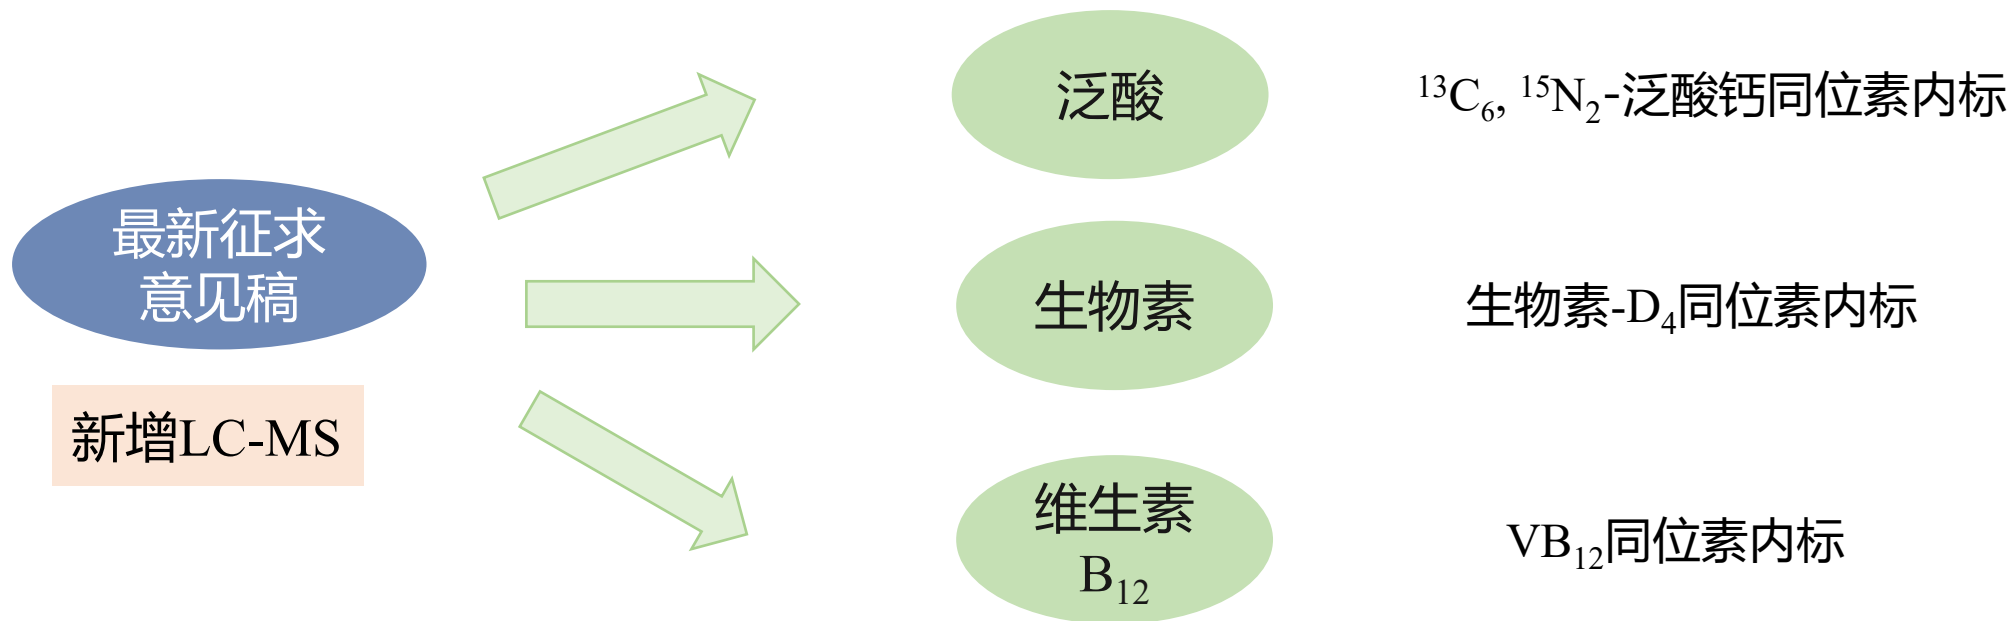 最新征求
意见稿
新增LC-MS
泛酸
¹³C₆, ¹⁵N₂-泛酸钙同位素内标
生物素
生物素-D₄同位素内标
维生素
B₁₂
VB₁₂同位素内标